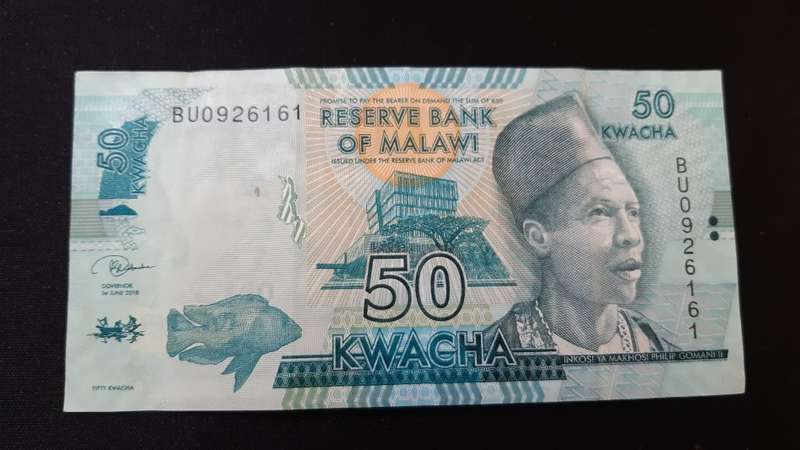 50
KWACHA
BU0926161
PROMISE TO PAY THE BEARER ON DEMAND THE SUM OF K50
RESERVE BANK
OF MALAWI
ISSUED UNDER THE RESERVE BANK OF MALAWI ACT
50
KWACHA
BU0926161
GOVERNOR
1st JUNE 2018
50
KWACHA
INKOSI YA MAKHOSI PHILIP GOMANI II
FIFTY KWACHA